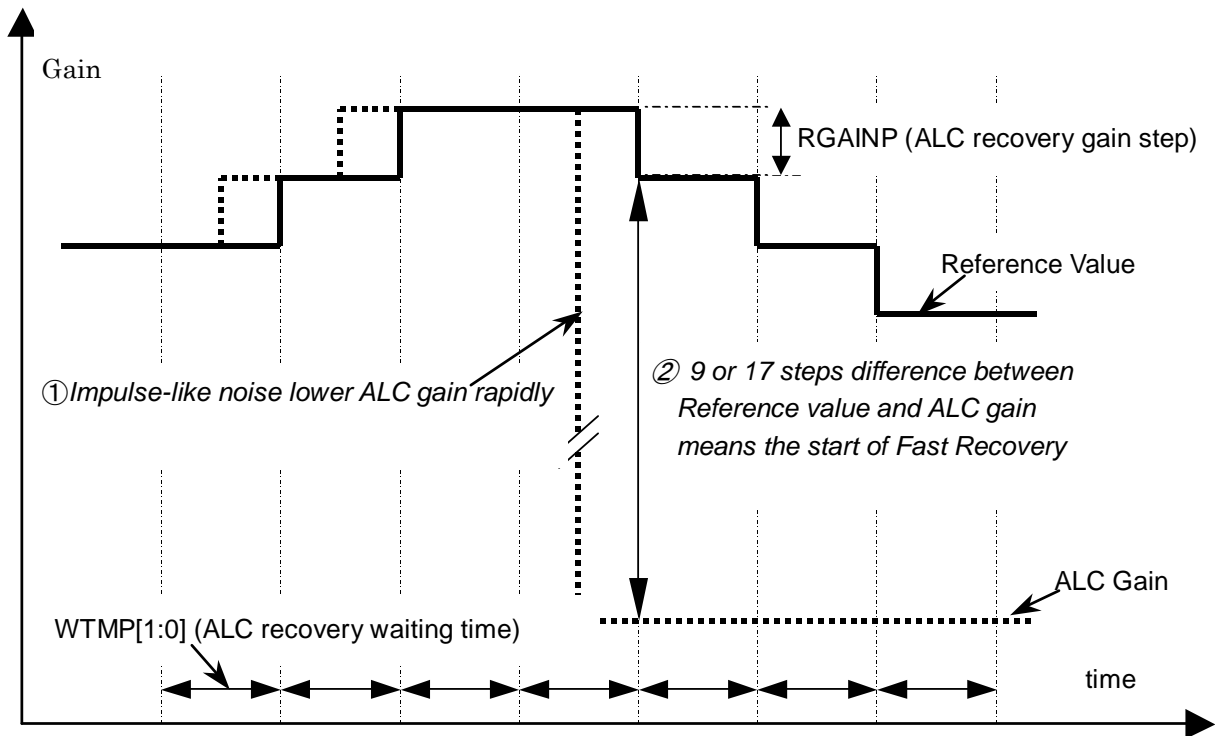 Gain
RGAINP (ALC recovery gain step)
Reference Value
①Impulse-like noise lower ALC gain rapidly
② 9 or 17 steps difference between
Reference value and ALC gain
means the start of Fast Recovery
ALC Gain
WTMP[1:0] (ALC recovery waiting time)
time